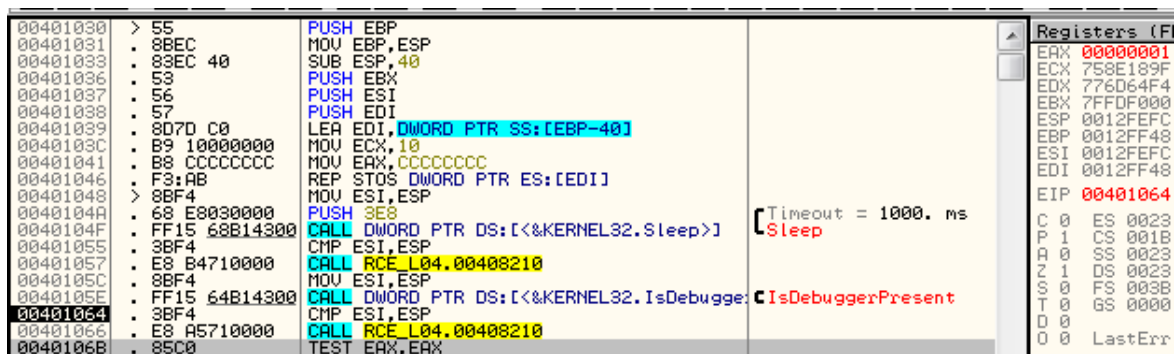 00401030 > 55 PUSH EBP
00401031 . 8BEC MOV EBP,ESP
00401033 . 83EC 40 SUB ESP,40
00401036 . 53 PUSH EBX
00401037 . 56 PUSH ESI
00401038 . 57 PUSH EDI
00401039 . 8D7D C0 LEA EDI,DWORD PTR SS:[EBP-40]
0040103C . B9 10000000 MOV ECX,10
00401041 . B8 CCCCCCCC MOV EAX,CCCCCCCC
00401046 . F3:AB REP STOS DWORD PTR ES:[EDI]
00401048 > 8BF4 MOV ESI,ESP
0040104A . 68 E8030000 PUSH 3E8 Timeout = 1000. ms
0040104F . FF15 68B14300 CALL DWORD PTR DS:[<&KERNEL32.Sleep>] Sleep
00401055 . 3BF4 CMP ESI,ESP
00401057 . E8 B4710000 CALL RCE_L04.00408210
0040105C . 8BF4 MOV ESI,ESP
0040105E . FF15 64B14300 CALL DWORD PTR DS:[<&KERNEL32.IsDebugge IsDebuggerPresent
00401064 . 3BF4 CMP ESI,ESP
00401066 . E8 A5710000 CALL RCE_L04.00408210
0040106B . 85C0 TEST EAX,EAX
Registers (F
EAX 00000001
ECX 758E189F
EDX 776D64F4
EBX 7FFDF000
ESP 0012FEFC
EBP 0012FF48
ESI 0012FEFC
EDI 0012FF48
EIP 00401064
C 0 ES 0023
P 1 CS 001B
A 0 SS 0023
Z 1 DS 0023
S 0 FS 003B
T 0 GS 0000
D 0
O 0 LastErr